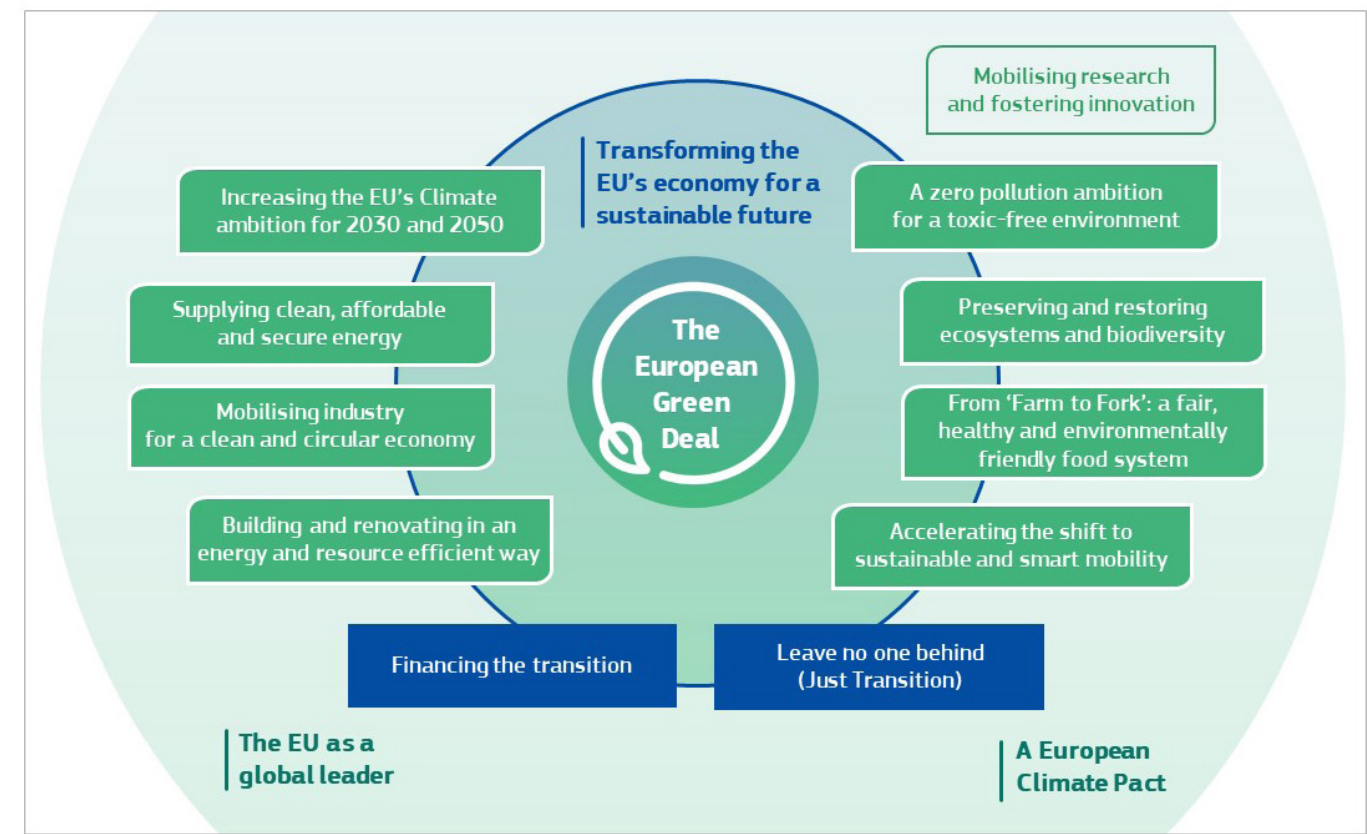 Mobilising research
and fostering innovation
Transforming the
EU's economy for a
sustainable future
Increasing the EU's Climate
ambition for 2030 and 2050
A zero pollution ambition
for a toxic-free environment
Supplying clean, affordable
and secure energy
Preserving and restoring
ecosystems and biodiversity
The
European
Green
Deal
Mobilising industry
for a clean and circular economy
From ‘Farm to Fork’: a fair,
healthy and environmentally
friendly food system
Building and renovating in an
energy and resource efficient way
Accelerating the shift to
sustainable and smart mobility
Financing the transition
Leave no one behind
(Just Transition)
The EU as a
global leader
A European
Climate Pact